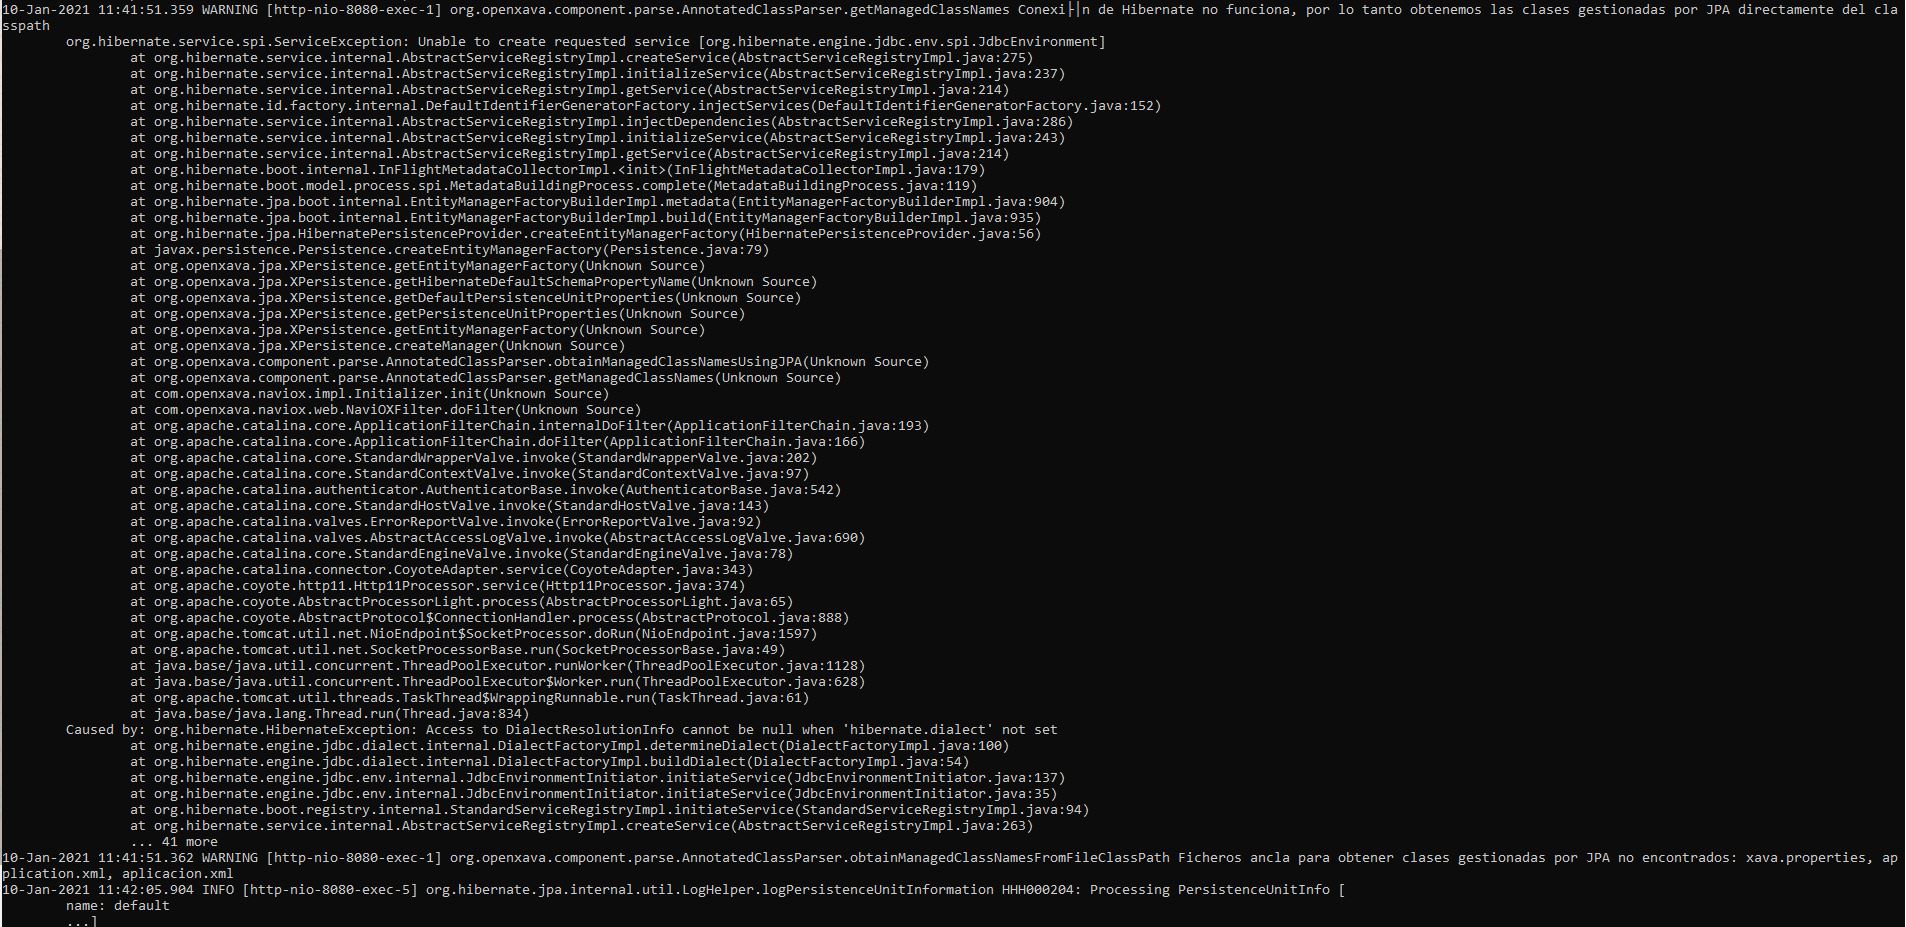 10-Jan-2021 11:41:51.359 WARNING [http-nio-8080-exec-1] org.openxava.component.parse.AnnotatedClassParser.getManagedClassNames Conexi├│n de Hibernate no funciona, por lo tanto obtenemos las clases gestionadas por JPA directamente del cla
sspath
org.hibernate.service.spi.ServiceException: Unable to create requested service [org.hibernate.engine.jdbc.env.spi.JdbcEnvironment]
at org.hibernate.service.internal.AbstractServiceRegistryImpl.createService(AbstractServiceRegistryImpl.java:275)
at org.hibernate.service.internal.AbstractServiceRegistryImpl.initializeService(AbstractServiceRegistryImpl.java:237)
at org.hibernate.service.internal.AbstractServiceRegistryImpl.getService(AbstractServiceRegistryImpl.java:214)
at org.hibernate.id.factory.internal.DefaultIdentifierGeneratorFactory.injectServices(DefaultIdentifierGeneratorFactory.java:152)
at org.hibernate.service.internal.AbstractServiceRegistryImpl.injectDependencies(AbstractServiceRegistryImpl.java:286)
at org.hibernate.service.internal.AbstractServiceRegistryImpl.initializeService(AbstractServiceRegistryImpl.java:243)
at org.hibernate.service.internal.AbstractServiceRegistryImpl.getService(AbstractServiceRegistryImpl.java:214)
at org.hibernate.boot.internal.InFlightMetadataCollectorImpl.<init>(InFlightMetadataCollectorImpl.java:179)
at org.hibernate.boot.model.process.spi.MetadataBuildingProcess.complete(MetadataBuildingProcess.java:119)
at org.hibernate.jpa.boot.internal.EntityManagerFactoryBuilderImpl.metadata(EntityManagerFactoryBuilderImpl.java:904)
at org.hibernate.jpa.boot.internal.EntityManagerFactoryBuilderImpl.build(EntityManagerFactoryBuilderImpl.java:935)
at org.hibernate.jpa.HibernatePersistenceProvider.createEntityManagerFactory(HibernatePersistenceProvider.java:56)
at javax.persistence.Persistence.createEntityManagerFactory(Persistence.java:79)
at org.openxava.jpa.XPersistence.getEntityManagerFactory(Unknown Source)
at org.openxava.jpa.XPersistence.getHibernateDefaultSchemaPropertyName(Unknown Source)
at org.openxava.jpa.XPersistence.getDefaultPersistenceUnitProperties(Unknown Source)
at org.openxava.jpa.XPersistence.getPersistenceUnitProperties(Unknown Source)
at org.openxava.jpa.XPersistence.getEntityManagerFactory(Unknown Source)
at org.openxava.jpa.XPersistence.createManager(Unknown Source)
at org.openxava.component.parse.AnnotatedClassParser.obtainManagedClassNamesUsingJPA(Unknown Source)
at org.openxava.component.parse.AnnotatedClassParser.getManagedClassNames(Unknown Source)
at com.openxava.naviox.impl.Initializer.init(Unknown Source)
at com.openxava.naviox.web.NaviOXFilter.doFilter(Unknown Source)
at org.apache.catalina.core.ApplicationFilterChain.internalDoFilter(ApplicationFilterChain.java:193)
at org.apache.catalina.core.ApplicationFilterChain.doFilter(ApplicationFilterChain.java:166)
at org.apache.catalina.core.StandardWrapperValve.invoke(StandardWrapperValve.java:202)
at org.apache.catalina.core.StandardContextValve.invoke(StandardContextValve.java:97)
at org.apache.catalina.authenticator.AuthenticatorBase.invoke(AuthenticatorBase.java:542)
at org.apache.catalina.core.StandardHostValve.invoke(StandardHostValve.java:143)
at org.apache.catalina.valves.ErrorReportValve.invoke(ErrorReportValve.java:92)
at org.apache.catalina.valves.AbstractAccessLogValve.invoke(AbstractAccessLogValve.java:690)
at org.apache.catalina.core.StandardEngineValve.invoke(StandardEngineValve.java:78)
at org.apache.catalina.connector.CoyoteAdapter.service(CoyoteAdapter.java:343)
at org.apache.coyote.http11.Http11Processor.service(Http11Processor.java:374)
at org.apache.coyote.AbstractProcessorLight.process(AbstractProcessorLight.java:65)
at org.apache.coyote.AbstractProtocol$ConnectionHandler.process(AbstractProtocol.java:888)
at org.apache.tomcat.util.net.NioEndpoint$SocketProcessor.doRun(NioEndpoint.java:1597)
at org.apache.tomcat.util.net.SocketProcessorBase.run(SocketProcessorBase.java:49)
at java.base/java.util.concurrent.ThreadPoolExecutor.runWorker(ThreadPoolExecutor.java:1128)
at java.base/java.util.concurrent.ThreadPoolExecutor$Worker.run(ThreadPoolExecutor.java:628)
at org.apache.tomcat.util.threads.TaskThread$WrappingRunnable.run(TaskThread.java:61)
at java.base/java.lang.Thread.run(Thread.java:834)
Caused by: org.hibernate.HibernateException: Access to DialectResolutionInfo cannot be null when 'hibernate.dialect' not set
at org.hibernate.engine.jdbc.dialect.internal.DialectFactoryImpl.determineDialect(DialectFactoryImpl.java:100)
at org.hibernate.engine.jdbc.dialect.internal.DialectFactoryImpl.buildDialect(DialectFactoryImpl.java:54)
at org.hibernate.engine.jdbc.env.internal.JdbcEnvironmentInitiator.initiateService(JdbcEnvironmentInitiator.java:137)
at org.hibernate.engine.jdbc.env.internal.JdbcEnvironmentInitiator.initiateService(JdbcEnvironmentInitiator.java:35)
at org.hibernate.boot.registry.internal.StandardServiceRegistryImpl.initiateService(StandardServiceRegistryImpl.java:94)
at org.hibernate.service.internal.AbstractServiceRegistryImpl.createService(AbstractServiceRegistryImpl.java:263)
... 41 more
10-Jan-2021 11:41:51.362 WARNING [http-nio-8080-exec-1] org.openxava.component.parse.AnnotatedClassParser.obtainManagedClassNamesFromFileClassPath Ficheros ancla para obtener clases gestionadas por JPA no encontrados: xava.properties, ap
plication.xml, aplicacion.xml
10-Jan-2021 11:42:05.904 INFO [http-nio-8080-exec-5] org.hibernate.jpa.internal.util.LogHelper.logPersistenceUnitInformation HHH000204: Processing PersistenceUnitInfo [
name: default
...]